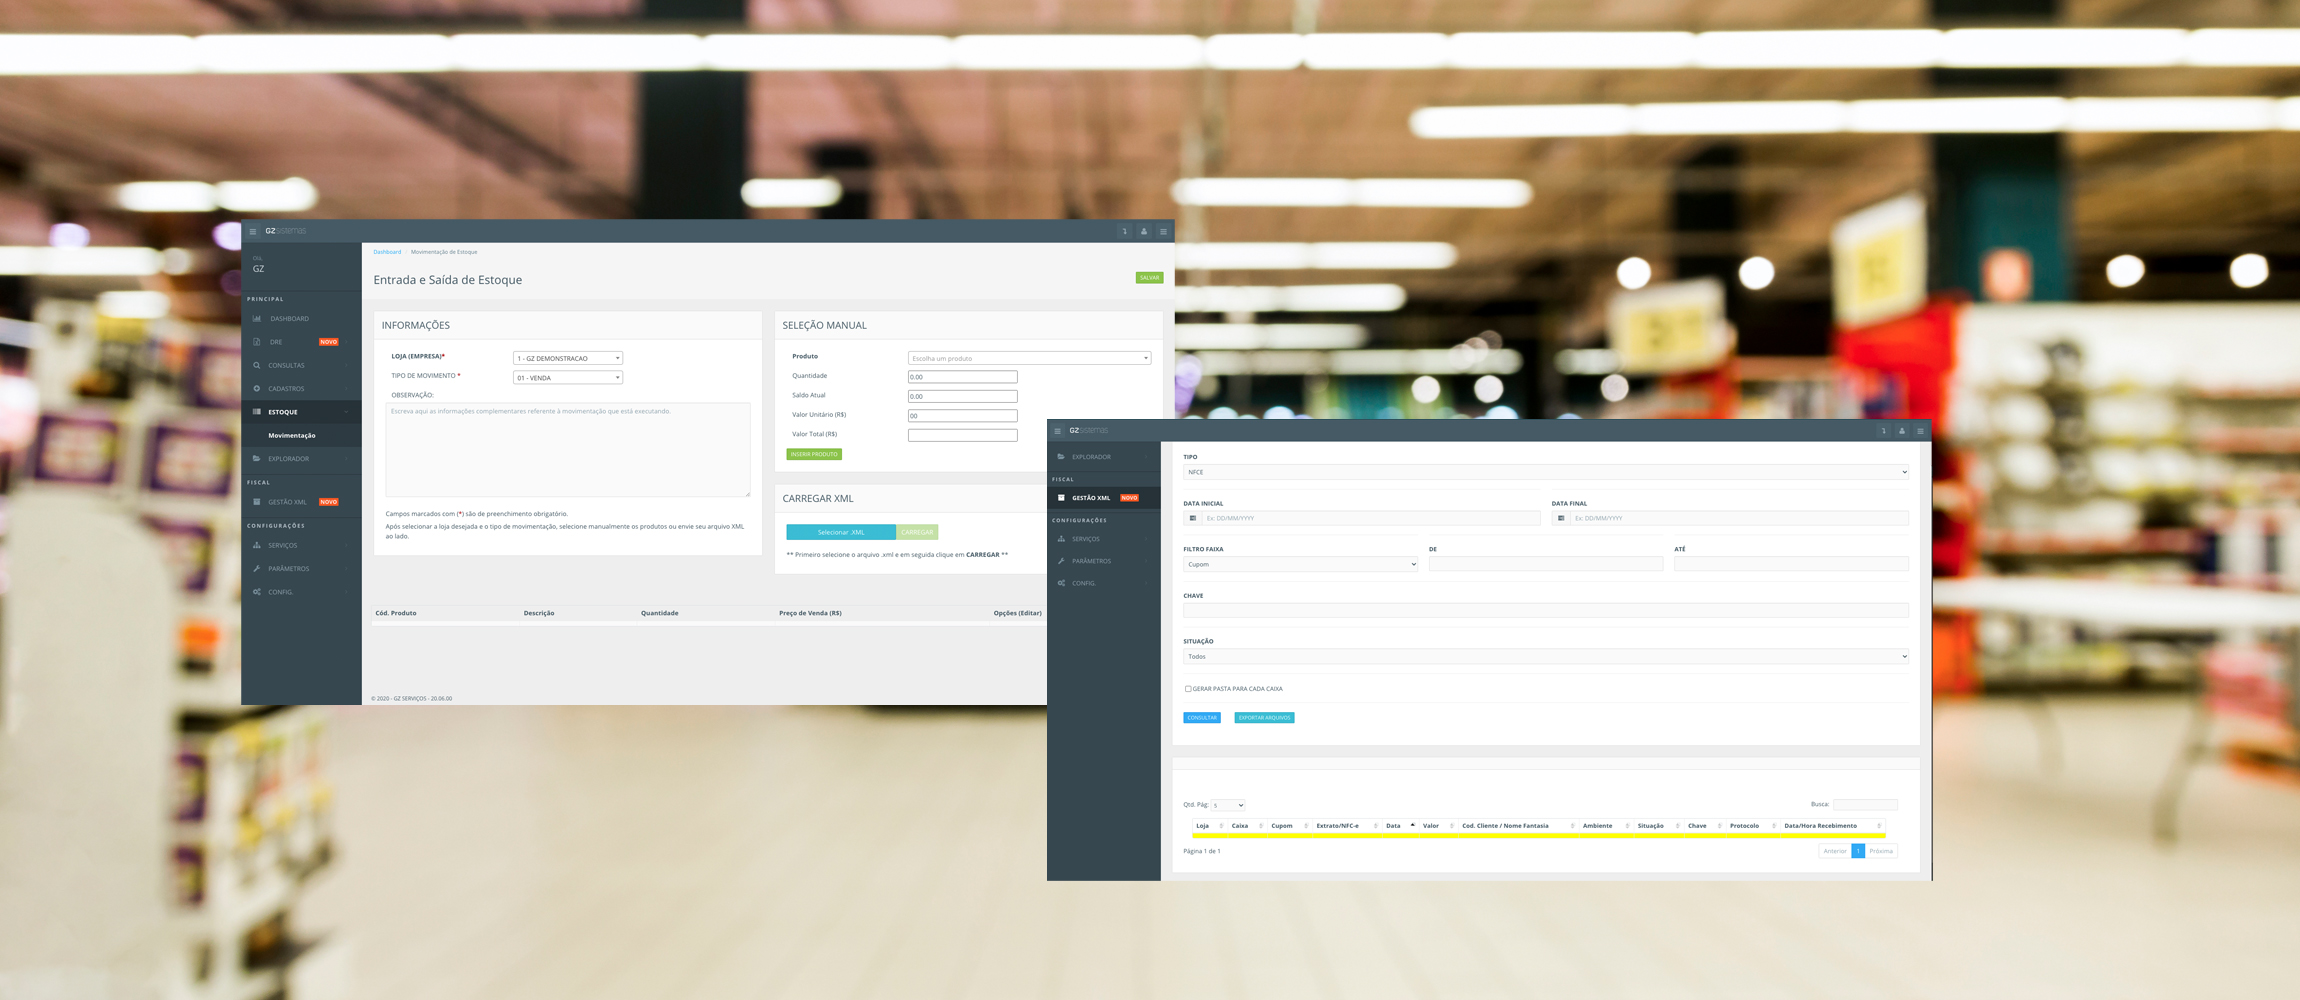 GZsistemas
Dashboard / Movimentação de Estoque
Olá,
GZ
Entrada e Saída de Estoque
SALVAR
PRINCIPAL
DASHBOARD
DRE NOVO
CONSULTAS
CADASTROS
ESTOQUE
Movimentação
EXPLORADOR
FISCAL
GESTÃO XML NOVO
CONFIGURAÇÕES
SERVIÇOS
PARÂMETROS
CONFIG.
INFORMAÇÕES
LOJA (EMPRESA)* 1 - GZ DEMONSTRACAO
TIPO DE MOVIMENTO * 01 - VENDA
OBSERVAÇÃO:
Escreva aqui as informações complementares referente à movimentação que está executando.
Campos marcados com (*) são de preenchimento obrigatório.
Após selecionar a loja desejada e o tipo de movimentação, selecione manualmente os produtos ou envie seu arquivo XML
ao lado.
SELEÇÃO MANUAL
Produto Escolha um produto
Quantidade 0.00
Saldo Atual 0.00
Valor Unitário (R$) 00
Valor Total (R$)
INSERIR PRODUTO
CARREGAR XML
Selecionar .XML CARREGAR
** Primeiro selecione o arquivo .xml e em seguida clique em CARREGAR **
Cód. Produto Descrição Quantidade Preço de Venda (R$) Opções (Editar)
© 2020 - GZ SERVIÇOS - 20.06.00
GZsistemas
EXPLORADOR
FISCAL
GESTÃO XML NOVO
CONFIGURAÇÕES
SERVIÇOS
PARÂMETROS
CONFIG.
TIPO
NFCE
DATA INICIAL DATA FINAL
Ex: DD/MM/YYYY Ex: DD/MM/YYYY
FILTRO FAIXA DE ATÉ
Cupom
CHAVE
SITUAÇÃO
Todos
GERAR PASTA PARA CADA CAIXA
CONSULTAR EXPORTAR ARQUIVOS
Qtd. Pág: 5 Busca:
Loja Caixa Cupom Extrato/NFC-e Data Valor Cod. Cliente / Nome Fantasia Ambiente Situação Chave Protocolo Data/Hora Recebimento
Página 1 de 1 Anterior 1 Próxima